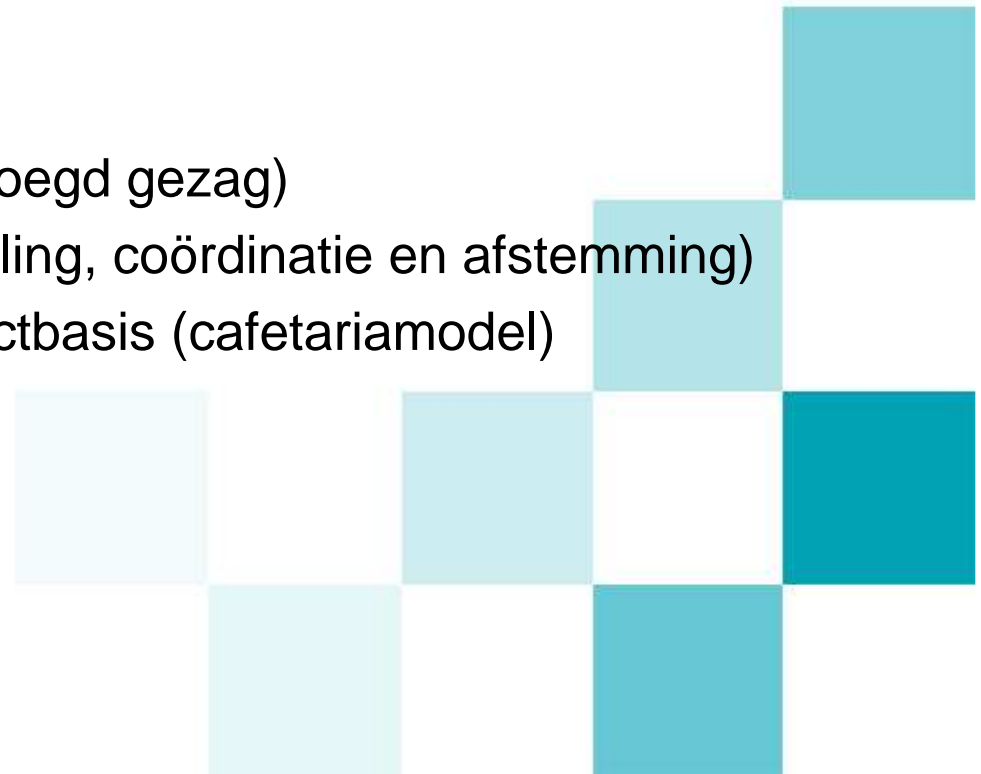 oegd gezag)
ling, coördinatie en afstemming)
ctbasis (cafetariamodel)